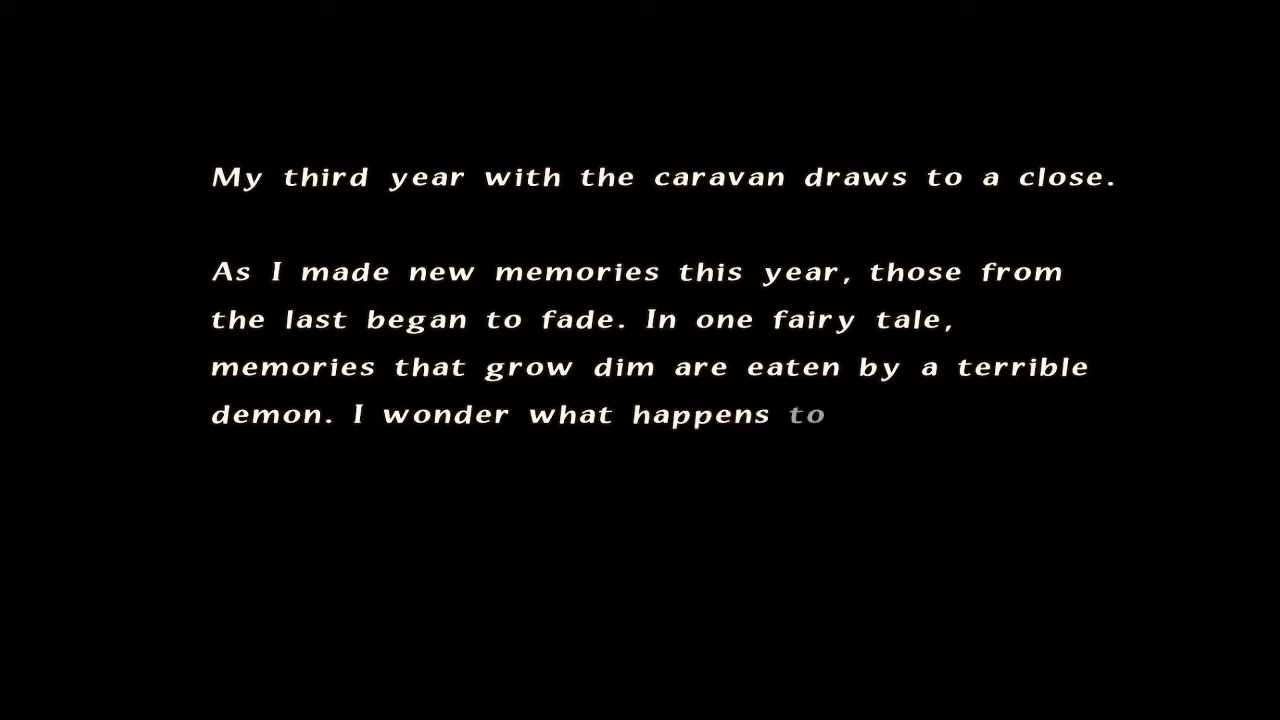 My third year with the caravan draws to a close.
As I made new memories this year, those from
the last began to fade. In one fairy tale,
memories that grow dim are eaten by a terrible
demon. I wonder what happens to